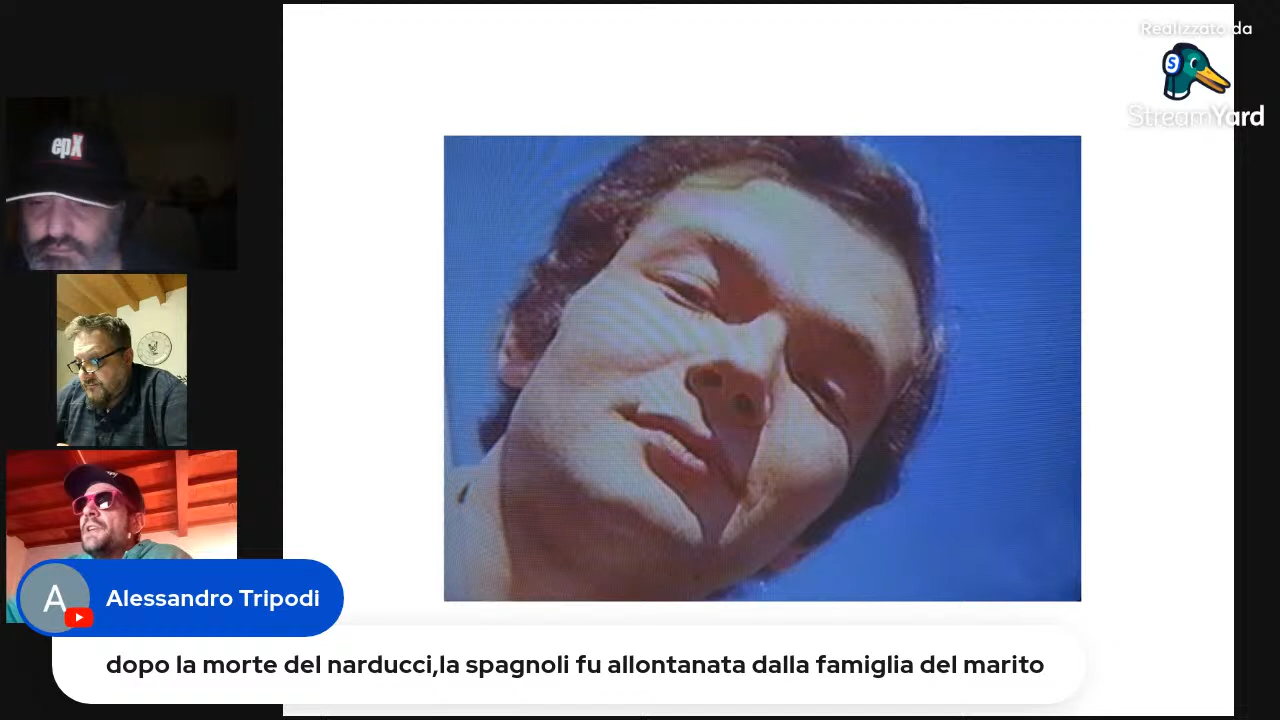 Realizzato da
S
StreamYard
epX
A
Alessandro Tripodi
dopo la morte del narducci,la spagnoli fu allontanata dalla famiglia del marito